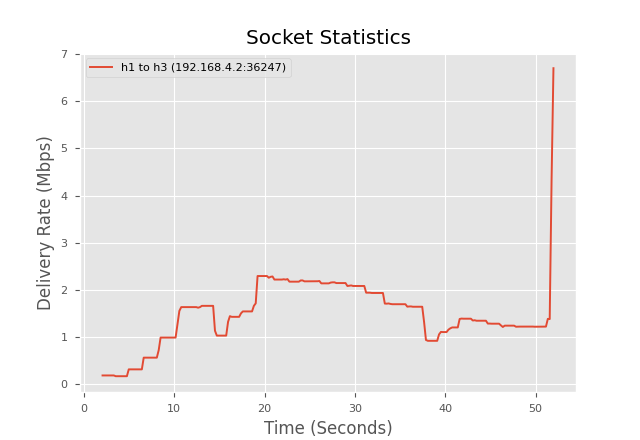 Socket Statistics
h1 to h3 (192.168.4.2:36247)
Delivery Rate (Mbps)
7
6
5
4
3
2
1
0
0 10 20 30 40 50
Time (Seconds)